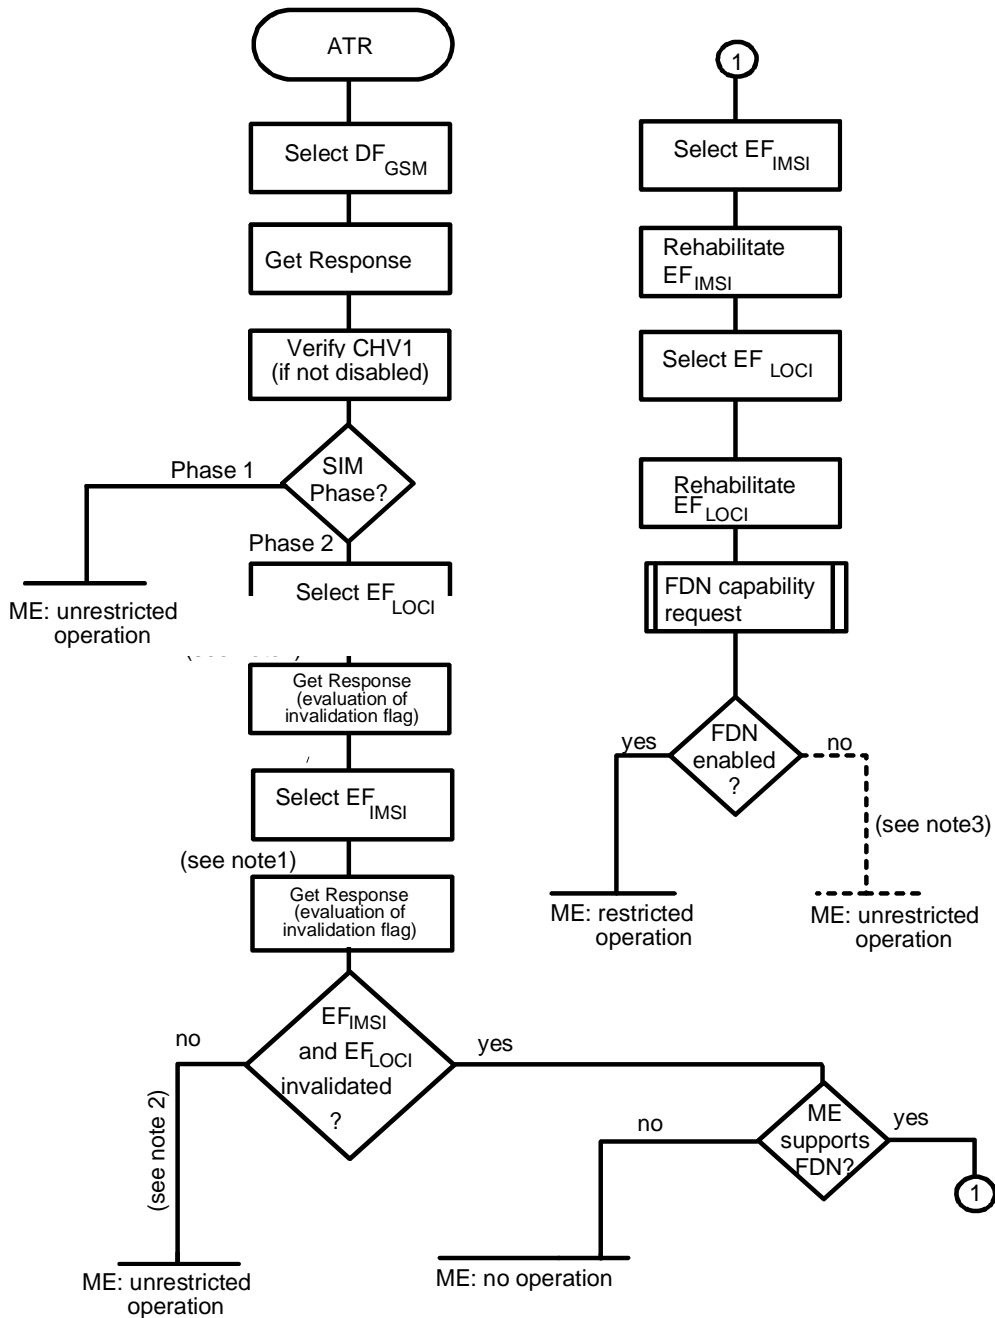 ATR
Select DF GSM
Get Response
Verify CHV1
(if not disabled)
SIM
Phase?
Phase 1
Phase 2
ME: unrestricted
operation
Select EF LOCI
Get Response
(evaluation of
invalidation flag)
Select EF IMSI
(see note1)
Get Response
(evaluation of
invalidation flag)
EF IMSI
and EF LOCI
invalidated
?
no
yes
(see note 2)
ME: unrestricted
operation
ME
supports
FDN?
no
yes
ME: no operation
1
1
Select EF IMSI
Rehabilitate
EF IMSI
Select EF LOCI
Rehabilitate
EF LOCI
FDN capability
request
FDN
enabled
?
yes
no
(see note3)
ME: restricted
operation
ME: unrestricted
operation